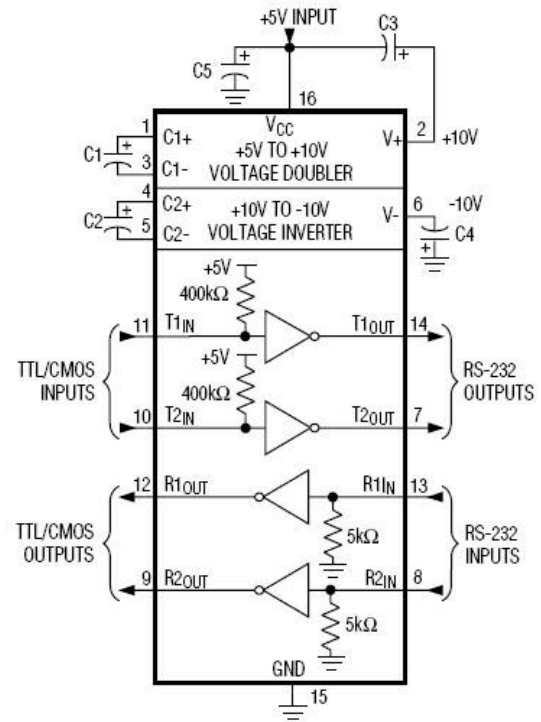 +5V INPUT
C3
+
+
C5
16
1
C1+
VCC
V+
2
+10V
C1
+
+5V TO +10V
VOLTAGE DOUBLER
3
C1-
4
C2+
+10V TO -10V
VOLTAGE INVERTER
V-
6
-10V
C2
+
5
C2-
C4
+
+5V
400kΩ
11
T1IN
T1OUT
14
+5V
400kΩ
TTL/CMOS
INPUTS
RS-232
OUTPUTS
10
T2IN
T2OUT
7
12
R1OUT
R1IN
13
5kΩ
TTL/CMOS
OUTPUTS
RS-232
INPUTS
9
R2OUT
R2IN
8
5kΩ
GND
15